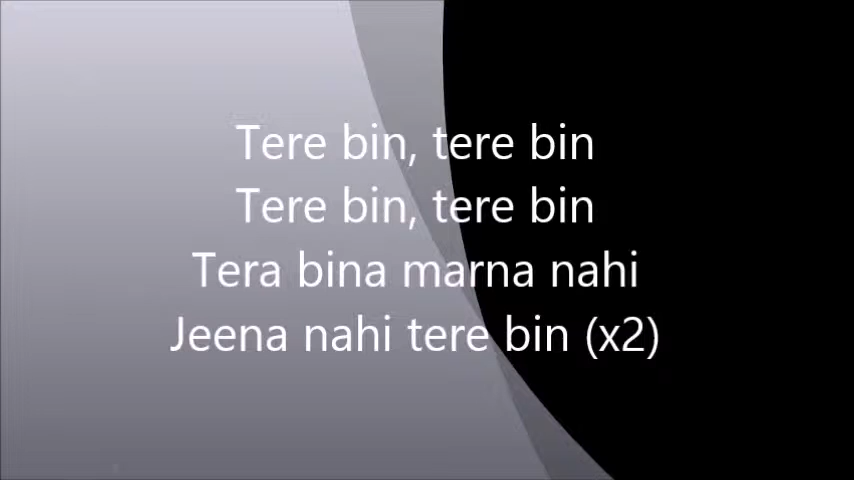 Tere bin, tere bin
Tere bin, tere bin
Tera bina marna nahi
Jeena nahi tere bin (x2)